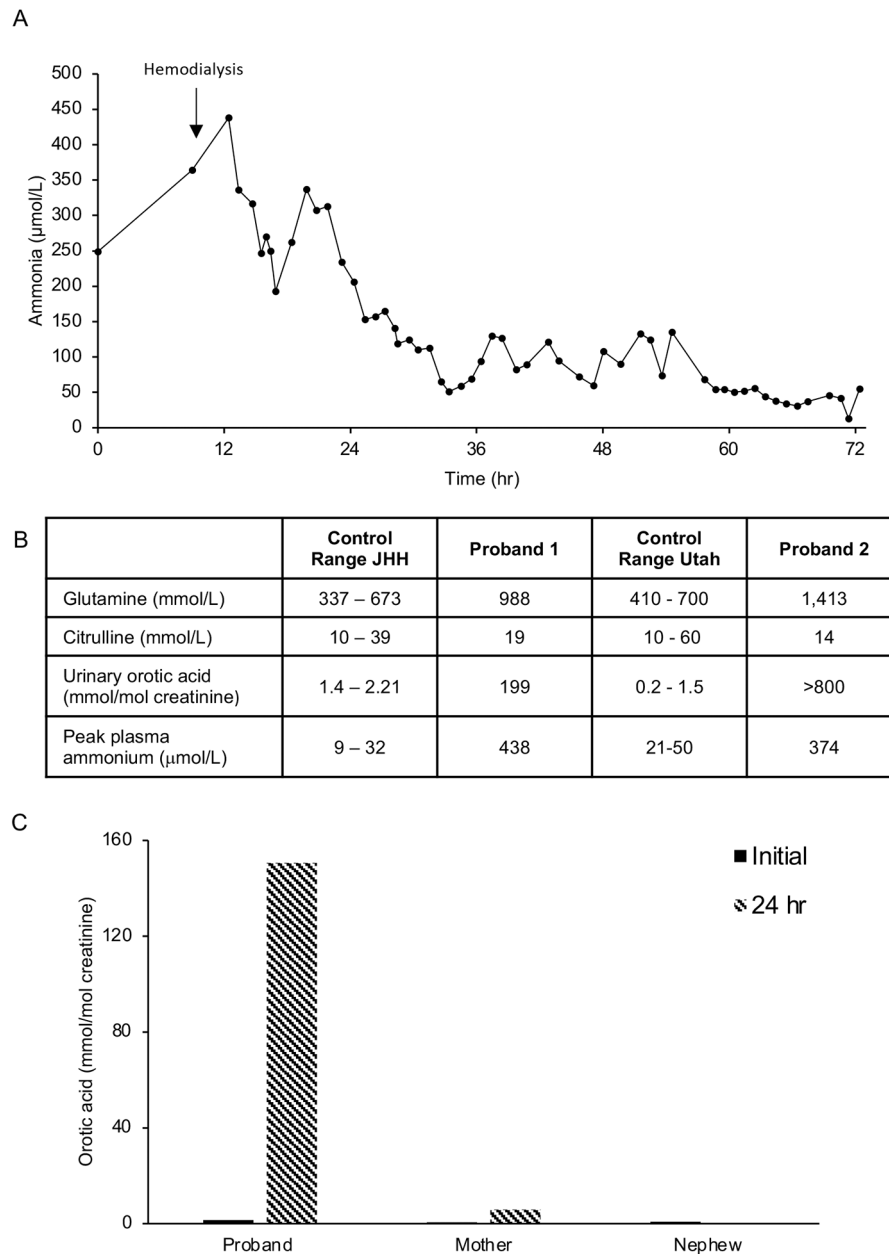 A
Hemodialysis
500
450
400
350
300
250
200
150
100
50
0
Ammonia (μmol/L)
0 12 24 36 48 60 72
Time (hr)
B
Control Range JHH Proband 1 Control Range Utah Proband 2
Glutamine (mmol/L) 337 – 673 988 410 - 700 1,413
Citrulline (mmol/L) 10 – 39 19 10 - 60 14
Urinary orotic acid
(mmol/mol creatinine) 1.4 – 2.21 199 0.2 - 1.5 >800
Peak plasma
ammonium (μmol/L) 9 – 32 438 21-50 374
C
160
120
80
40
0
Orotic acid (mmol/mol creatinine)
Initial
24 hr
Proband Mother Nephew